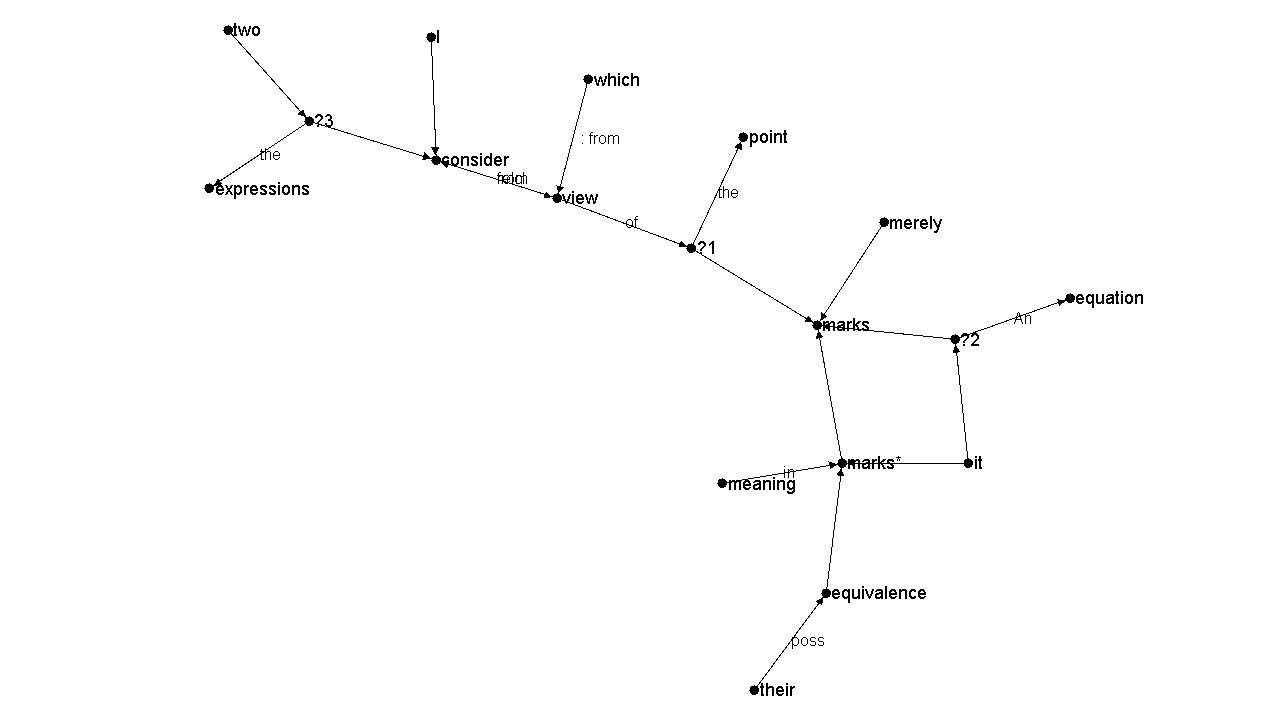 two
I
which
?3
point
the
consider
: from
expressions
view
the
of
merely
?1
equation
An
marks
?2
marks*
it
in
meaning
equivalence
poss
their